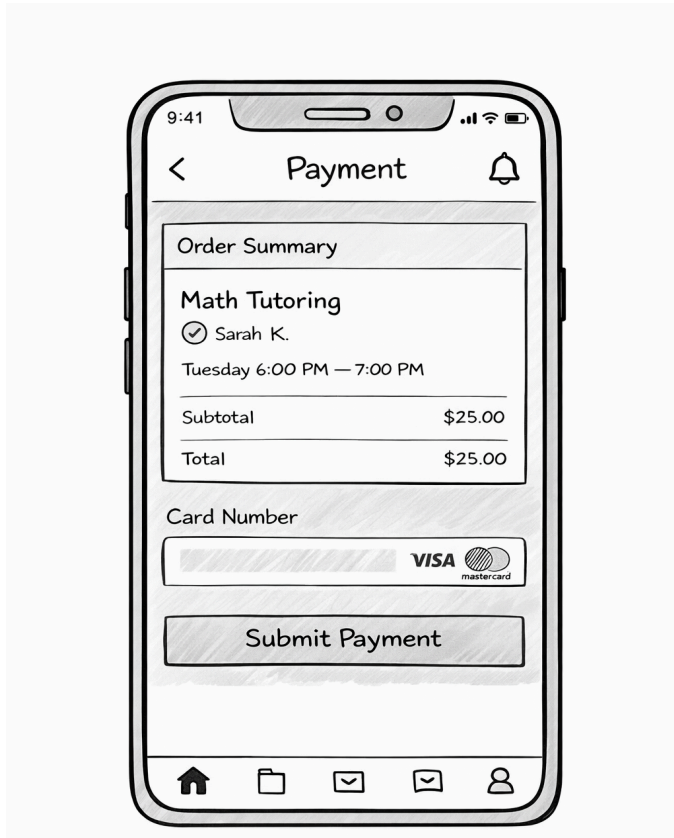 9:41
Payment
Order Summary
Math Tutoring
Sarah K.
Tuesday 6:00 PM — 7:00 PM
Subtotal $25.00
Total $25.00
Card Number
VISA mastercard
Submit Payment